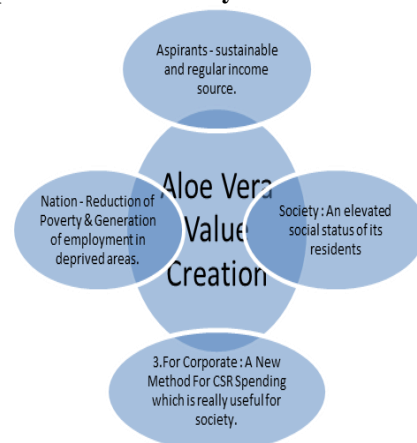 Aspirants - sustainable
and regular income
source.
Aloe Vera
Value
Creation
Nation - Reduction of
Poverty & Generation
of employment in
deprived areas.
Society : An elevated
social status of its
residents
3.For Corporate : A New
Method For CSR Spending
which is really useful for
society.